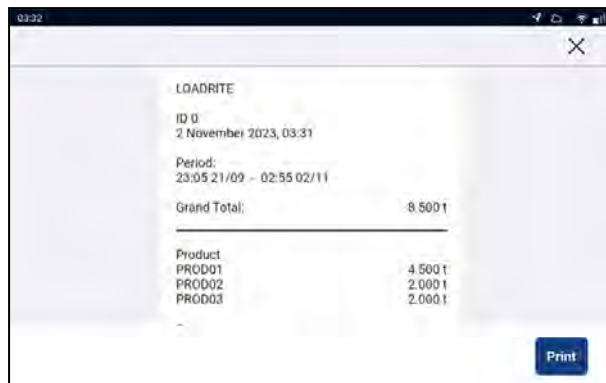 03:32
LOADRITE
ID 0
2 November 2023, 03:31
Period:
23:05 21/09 - 02:55 02/11
Grand Total: 8.500 t
Product
PROD01 4.500 t
PROD02 2.000 t
PROD03 2.000 t
Print